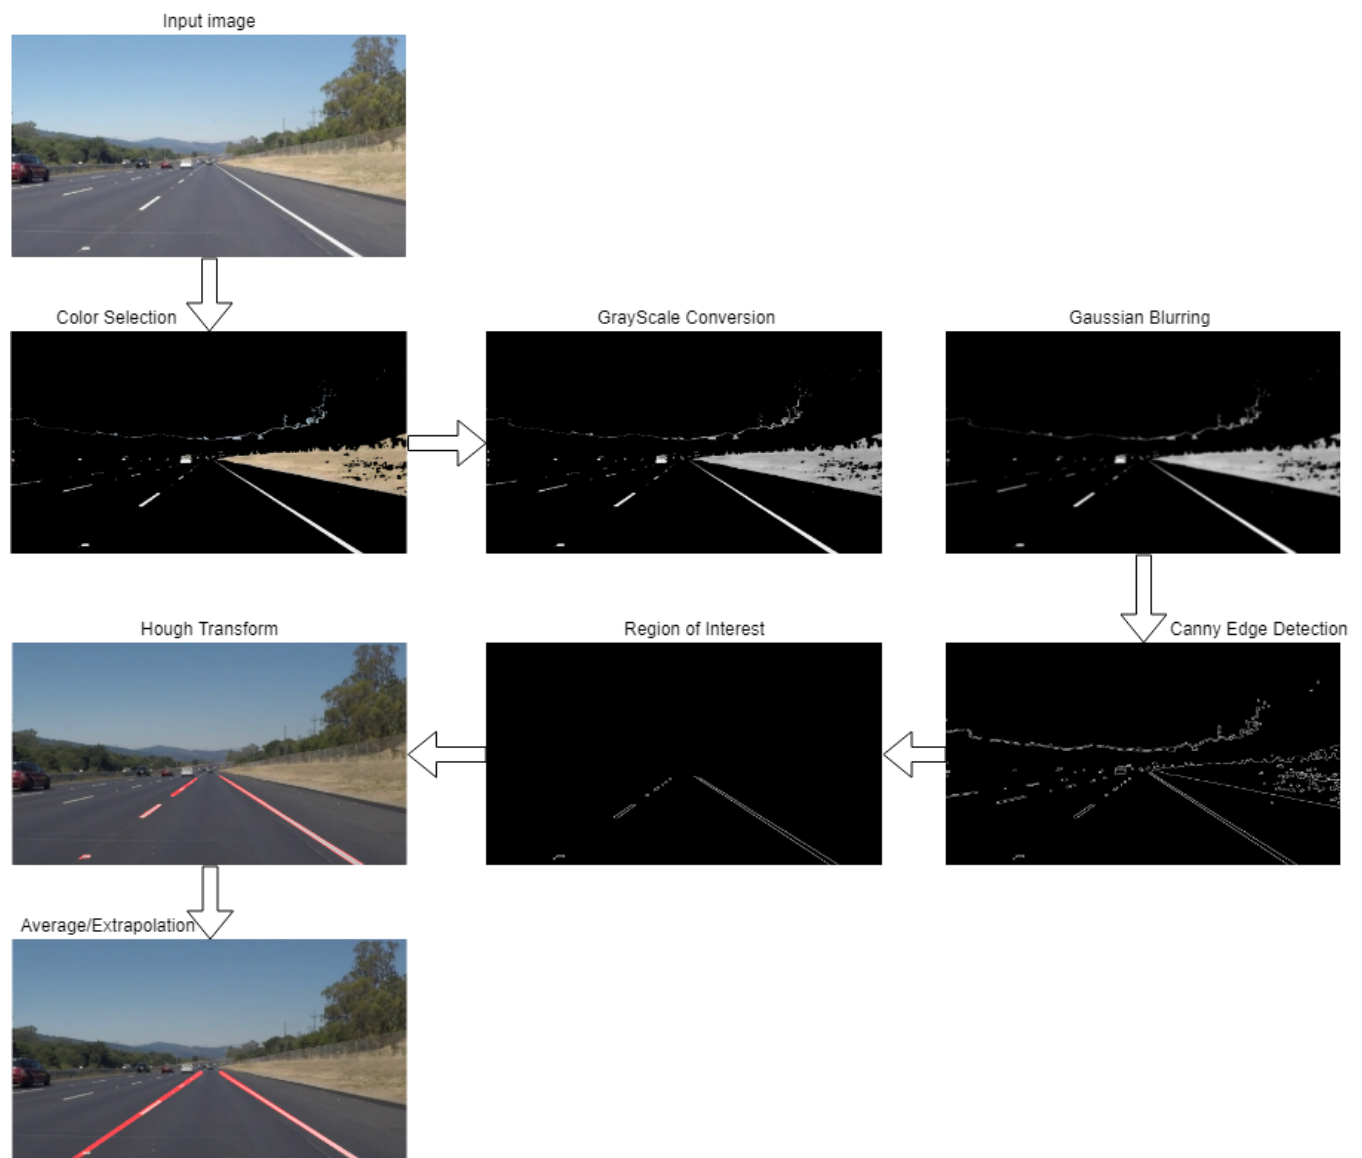 Input image
Color Selection
GrayScale Conversion
Gaussian Blurring
Hough Transform
Region of Interest
Canny Edge Detection
Average/Extrapolation